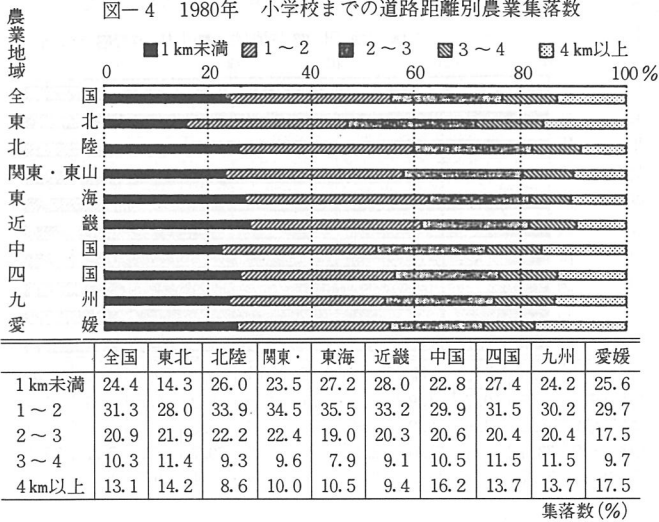 図—4 1980年 小学校までの道路距離別農業集落数
農業地域
■1㎞未満 1～2 2～3 3～4 4㎞以上
0 20 40 60 80 100%
全国
東北
北陸
関東・東山
東海
近畿
中国
四国
九州
愛媛
全国 東北 北陸 関東・ 東海 近畿 中国 四国 九州 愛媛
1㎞未満 24.4 14.3 26.0 23.5 27.2 28.0 22.8 27.4 24.2 25.6
1～2 31.3 28.0 33.9 34.5 35.5 33.2 29.9 31.5 30.2 29.7
2～3 20.9 21.9 22.2 22.4 19.0 20.3 20.6 20.4 20.4 17.5
3～4 10.3 11.4 9.3 9.6 7.9 9.1 10.5 11.5 11.5 9.7
4㎞以上 13.1 14.2 8.6 10.0 10.5 9.4 16.2 13.7 13.7 17.5
集落数(%)